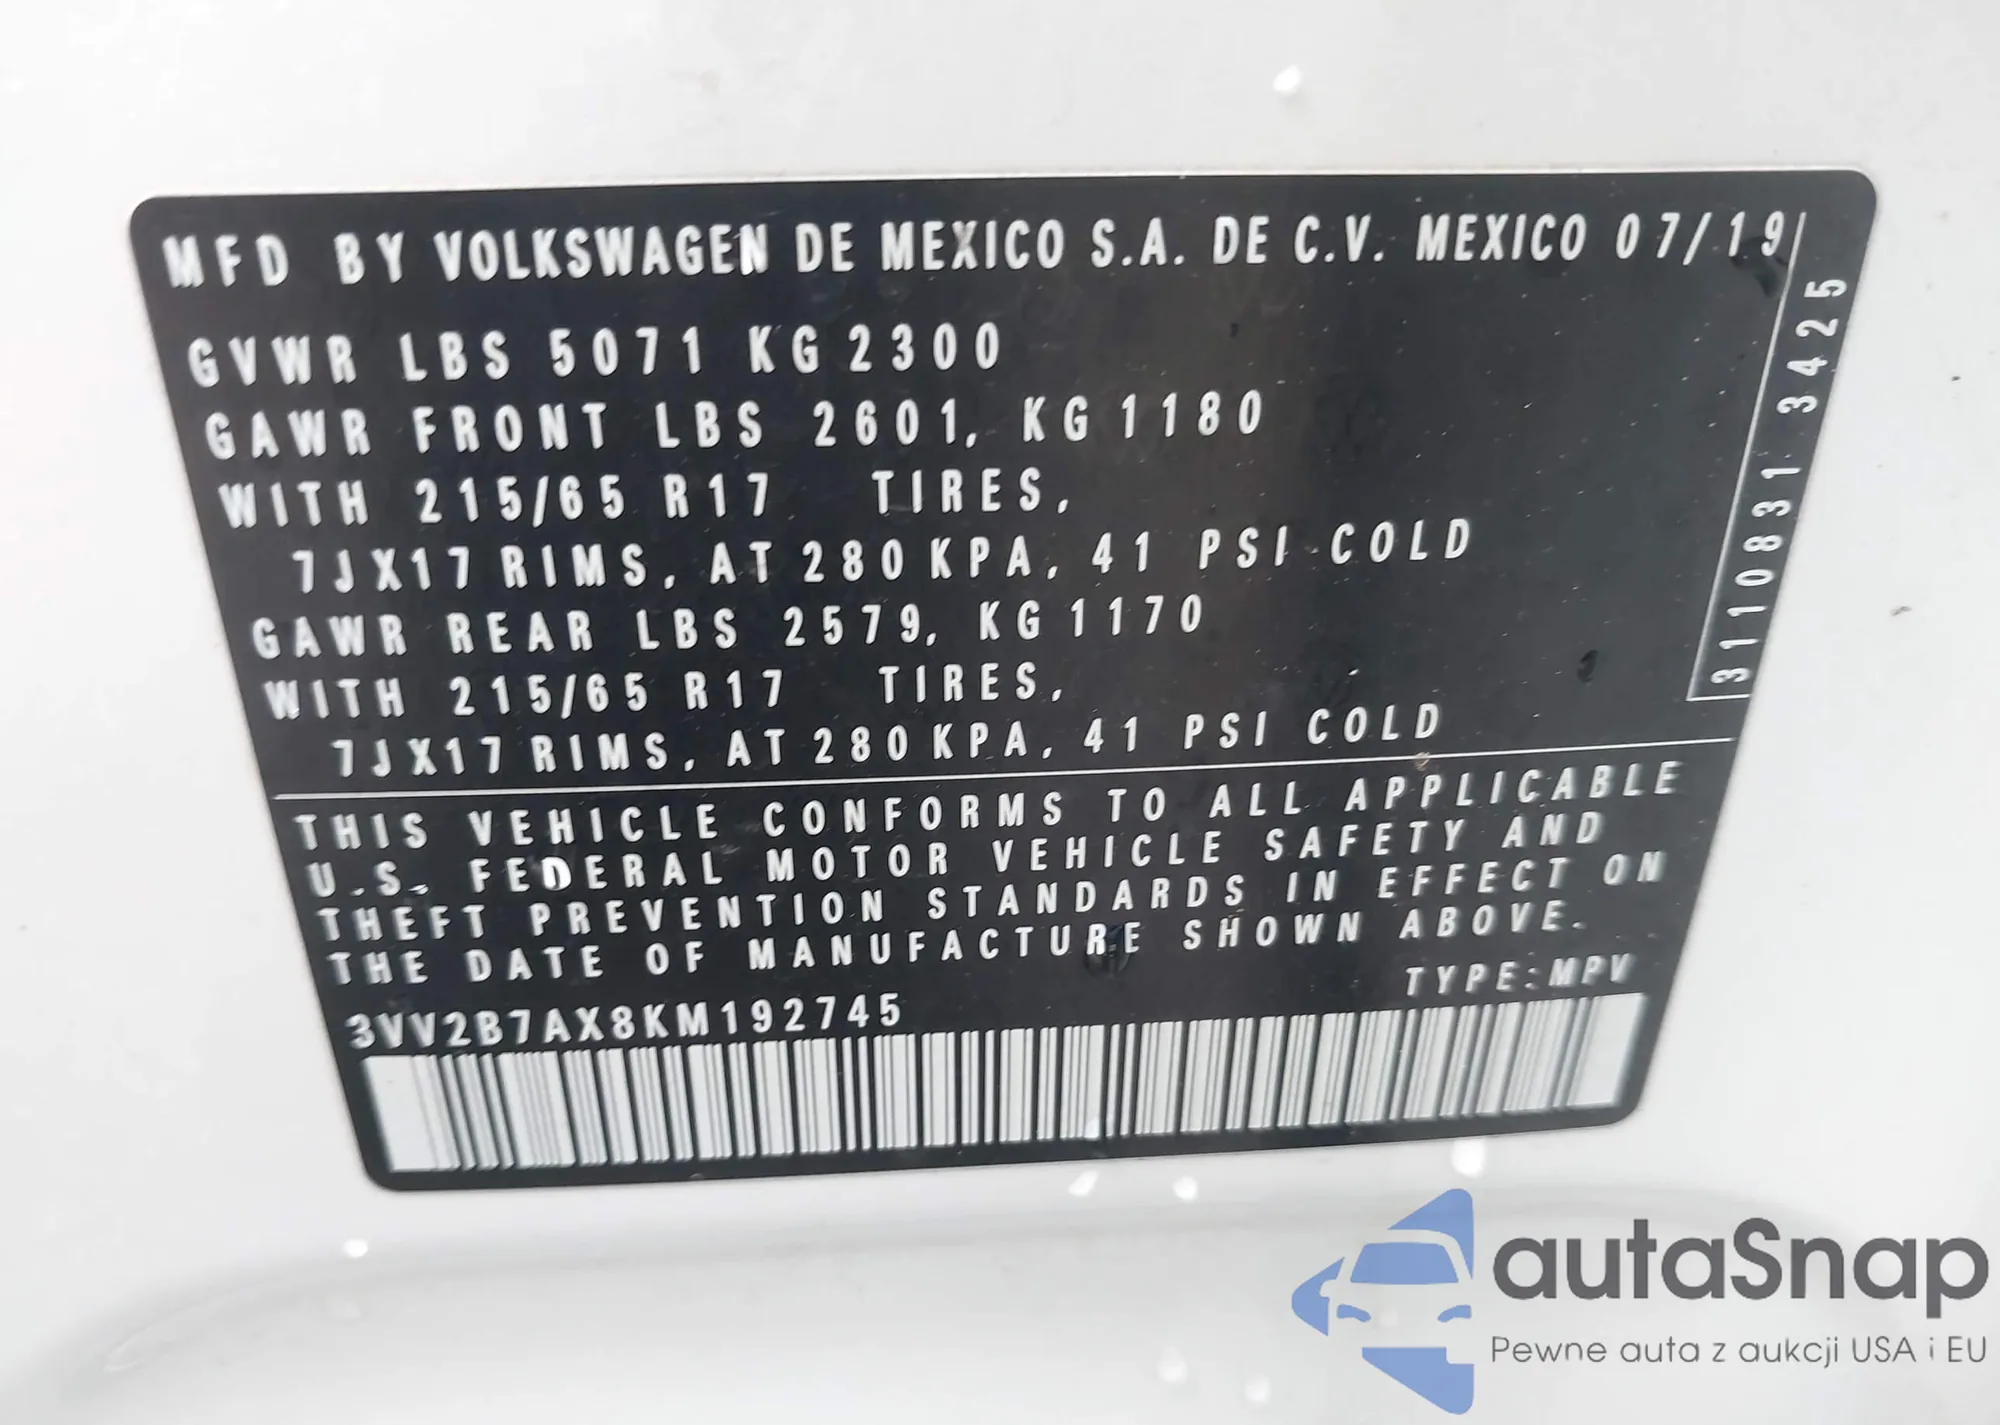 MFD BY VOLKSWAGEN DE MEXICO S.A. DE C.V. MEXICO 07/19
GVWR LBS 5071 KG 2300
GAWR FRONT LBS 2601, KG 1180
WITH 215/65 R17 TIRES,
7JX17 RIMS, AT 280 KPA, 41 PSI COLD
GAWR REAR LBS 2579, KG 1170
WITH 215/65 R17 TIRES,
7JX17 RIMS, AT 280 KPA, 41 PSI COLD
3110831 3425
THIS VEHICLE CONFORMS TO ALL APPLICABLE
U.S. FEDERAL MOTOR VEHICLE SAFETY AND
THEFT PREVENTION STANDARDS IN EFFECT ON
THE DATE OF MANUFACTURE SHOWN ABOVE.
TYPE:MPV
3VV2B7AX8KM192745
autaSnap
Pewne auta z aukcji USA i EU